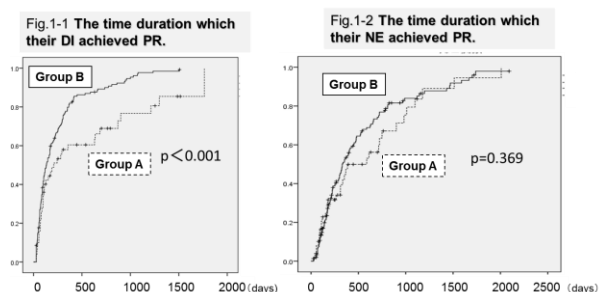 Fig.1-1 The time duration which
their DI achieved PR.
Group B
Group A
p＜0.001
1.0
0.8
0.6
0.4
0.2
0.0
0 500 1000 1500 2000 (days)
Fig.1-2 The time duration which
their NE achieved PR.
Group B
Group A
p=0.369
1.0
0.8
0.6
0.4
0.2
0.0
0 500 1000 1500 2000 2500 (days)